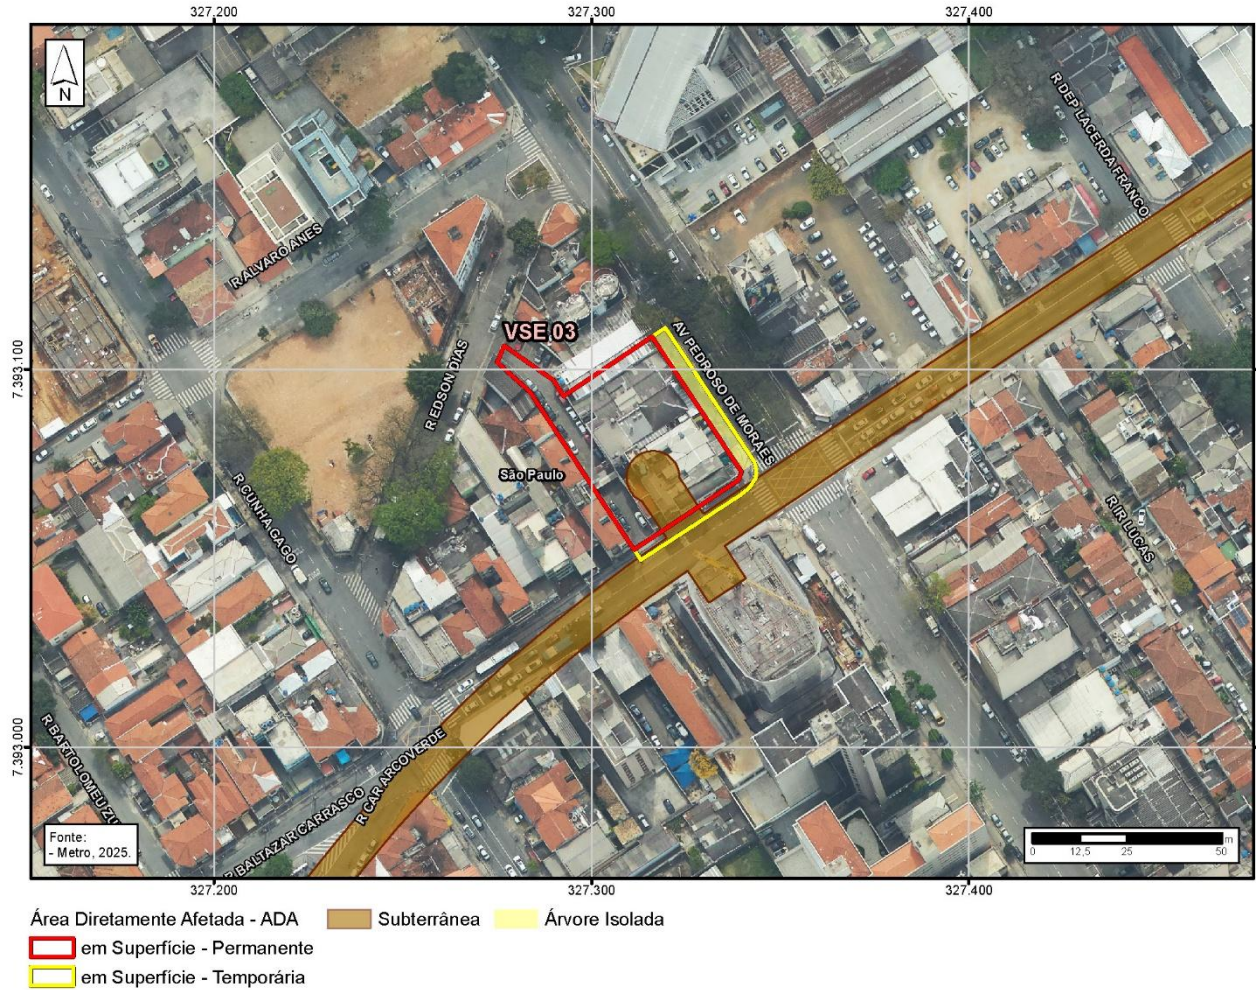 327.200
327.300
327.400
N
R DEP LACERDA FRANCO
R ALVARO ANES
VSE 03
AV PEDROSO DE MORAES
7.393.100
R EDSON DIAS
São Paulo
R CUNHA GAGO
R IR LUCAS
7.393.000
R BARTOLOMEU ZU
R CAR ARCOVERDE
R BALTAZAR CARRASCO
Fonte:
- Metro, 2025.
m
0 12,5 25 50
327.200
327.300
327.400
Área Diretamente Afetada - ADA
Subterrânea
Árvore Isolada
em Superfície - Permanente
em Superfície - Temporária